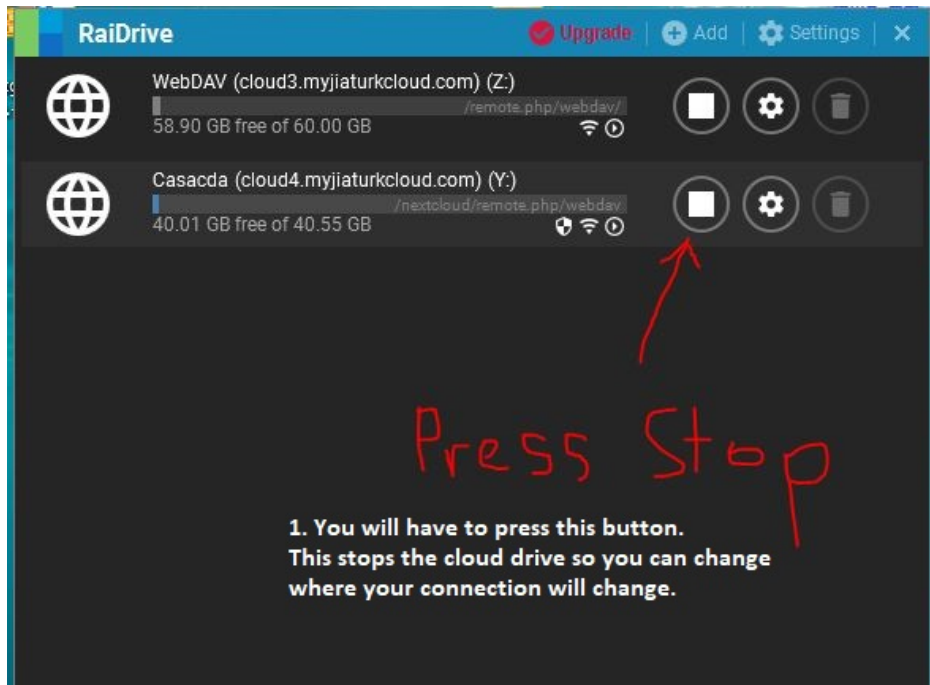 RaiDrive
Upgrade | Add | Settings | ×
WebDAV (cloud3.myjiaturkcloud.com) (Z:)
/remote.php/webdav/
58.90 GB free of 60.00 GB
Casacda (cloud4.myjiaturkcloud.com) (Y:)
/nextcloud/remote.php/webdav
40.01 GB free of 40.55 GB
Press Stop
1. You will have to press this button.
This stops the cloud drive so you can change
where your connection will change.